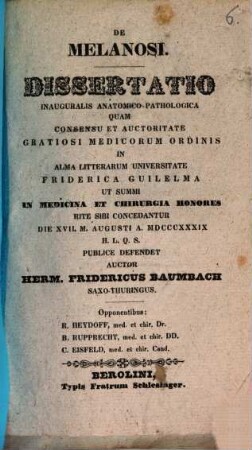 6.
DE
MELANOSI.
DISSERTATIO
INAUGURALIS ANATOMICO-PATHOLOGICA
QUAM
CONSENSU ET AUCTORITATE
GRATIOSI MEDICORUM ORDINIS
IN
ALMA LITTERARUM UNIVERSITATE
FRIDERICA GUILELMA
UT SUMMI
IN MEDICINA ET CHIRURGIA HONORES
RITE SIBI CONCEDANTUR
DIE XVII. M. AUGUSTI A. MDCCCXXXIX
H. L. Q. S.
PUBLICE DEFENDET
AUCTOR
HERM. FRIDERICUS BAUMBACH
SAXO-THURINGUS.
Opponentibus:
R. HEYDOFF, med. et chir. Dr.
B. RUPPRECHT, med. et chir. DD.
C. EISFELD, med. et chir. Cand.
BEROLINI,
Typis Fratrum Schlesinger.